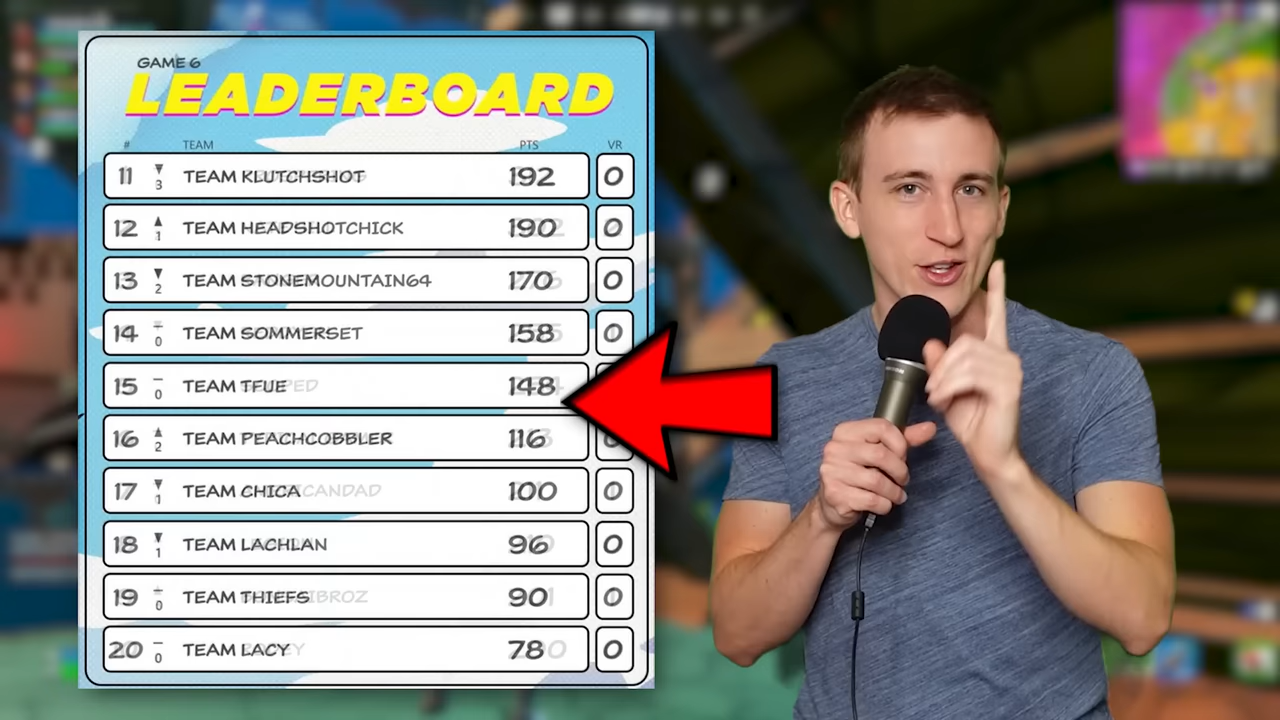 GAME 6
LEADERBOARD
# TEAM PTS VR
11 ▼ 3 TEAM KLUTCHSHOT 192 0
12 ▲ 1 TEAM HEADSHOTCHICK 190 0
13 ▼ 2 TEAM STONEMOUNTAIN64 170 0
14 0 TEAM SOMMERSET 158 0
15 – 0 TEAM TFUE 148
16 ▲ 2 TEAM PEACHCOBBLER 116
17 ▼ 1 TEAM CHICA 100 0
18 ▼ 1 TEAM LACHLAN 96 0
19 0 TEAM THIEFS 90 0
20 – 0 TEAM LACY 78 0